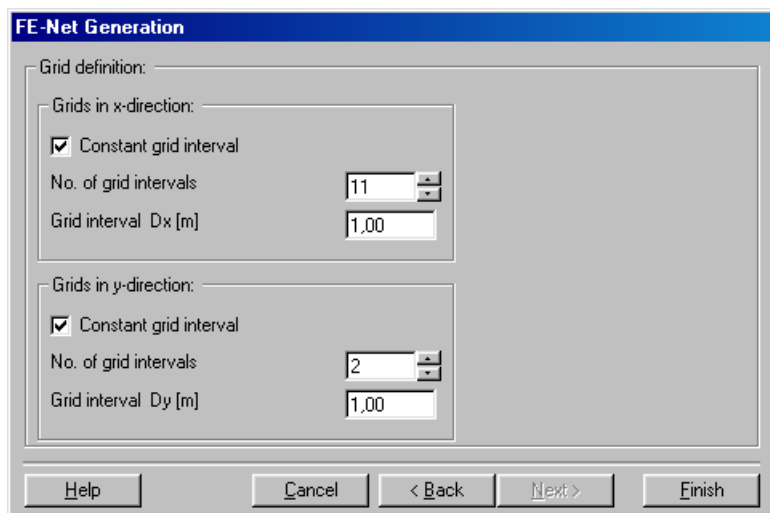 FE-Net Generation
Grid definition:
Grids in x-direction:
Constant grid interval
No. of grid intervals 11
Grid interval Dx [m] 1,00
Grids in y-direction:
Constant grid interval
No. of grid intervals 2
Grid interval Dy [m] 1,00
Help Cancel < Back Next > Finish